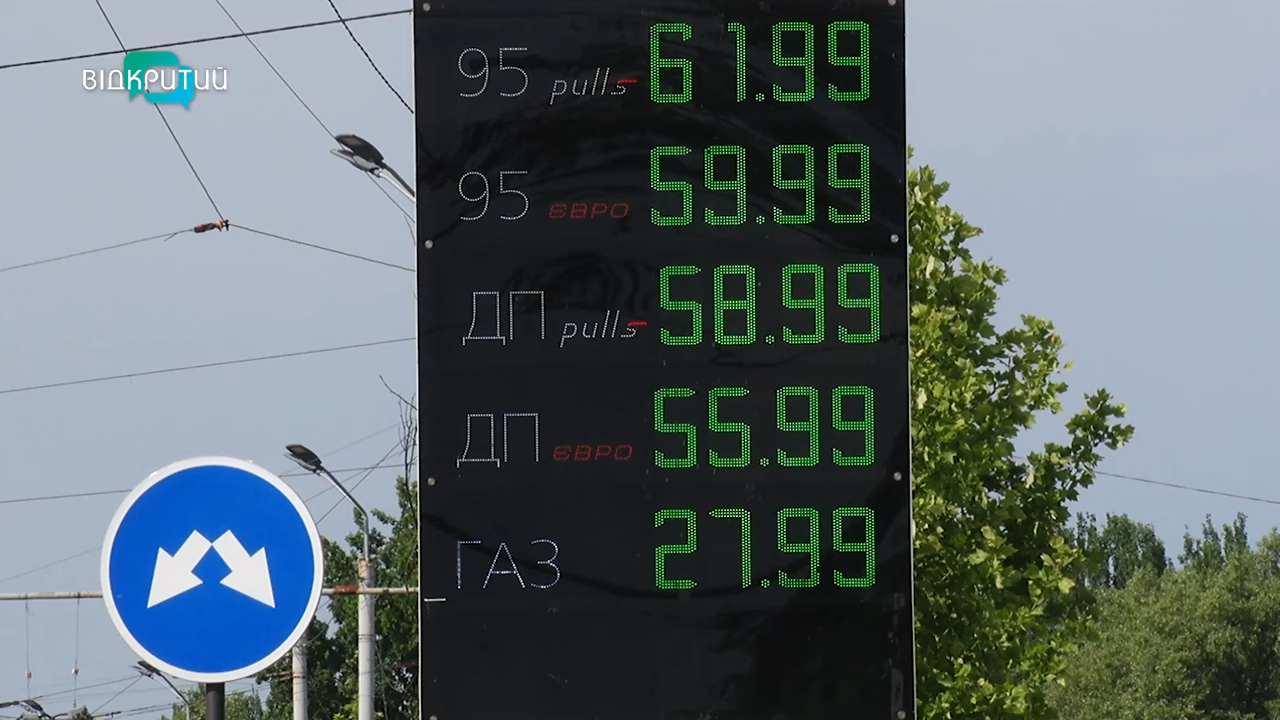 ВІДКРИТИЙ
95 pulls 61.99
95 ЄВРО 59.99
ДП pulls 58.99
ДП ЄВРО 55.99
ГАЗ 27.99